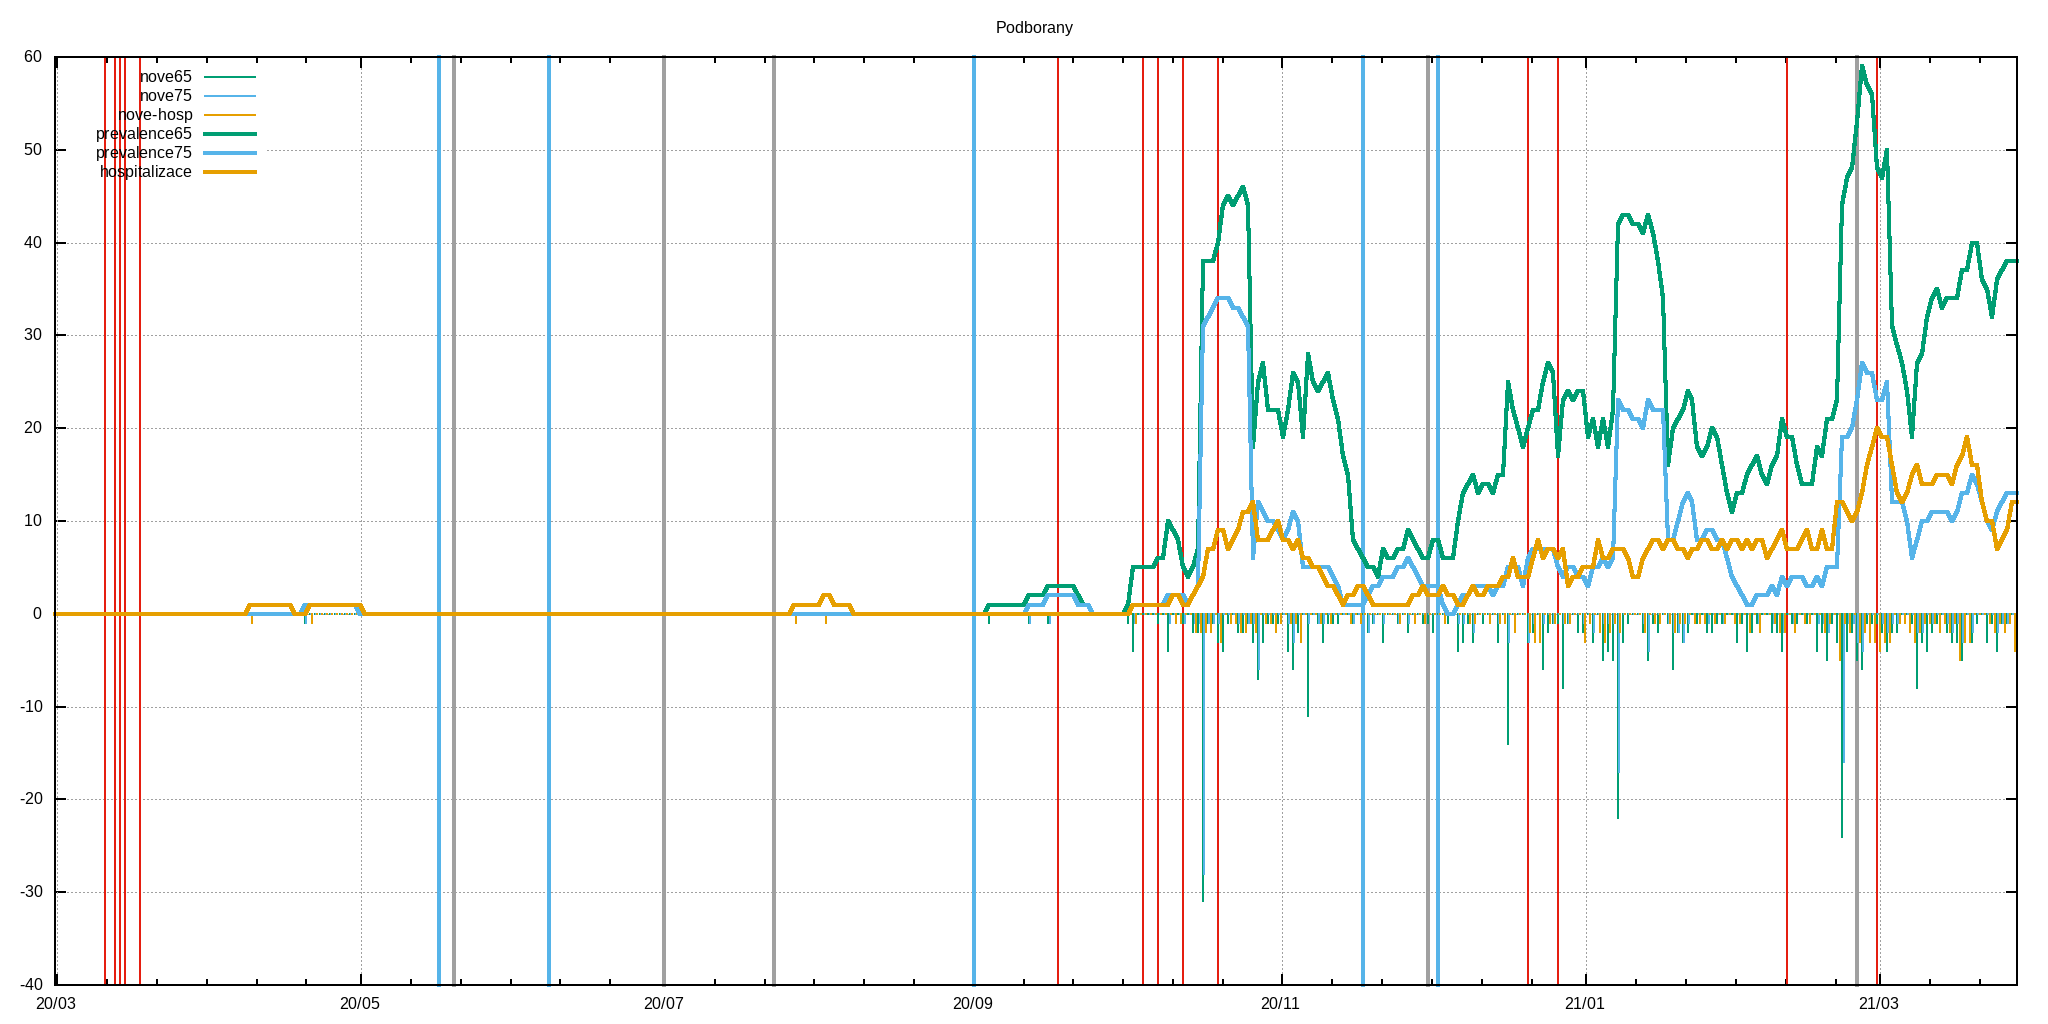 Podborany
60
50
40
30
20
10
0
-10
-20
-30
-40
nove65
nove75
nove-hosp
prevalence65
prevalence75
hospitalizace
20/03 20/05 20/07 20/09 20/11 21/01 21/03